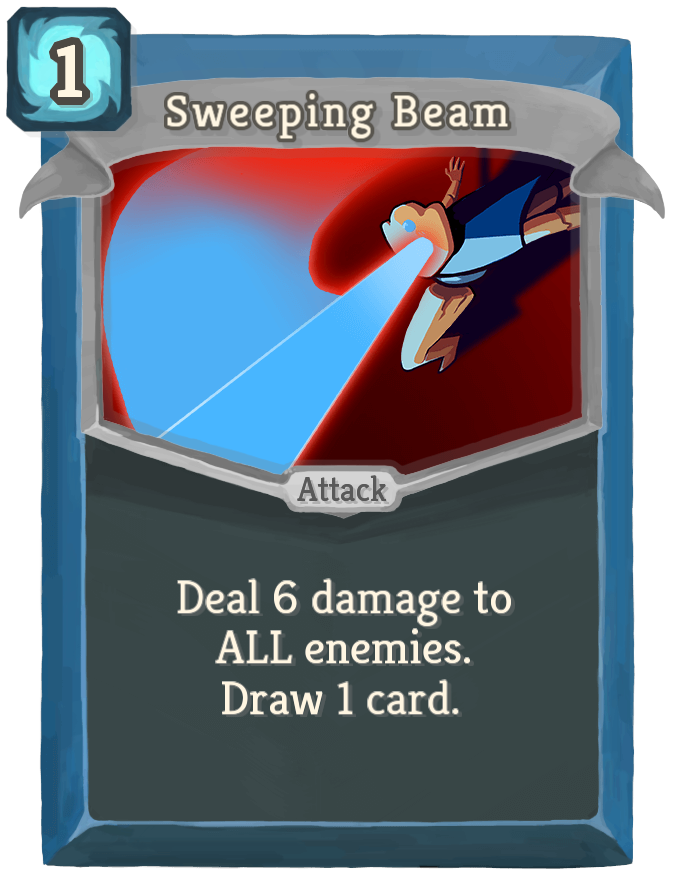 1
Sweeping Beam
Attack
Deal 6 damage to
ALL enemies.
Draw 1 card.